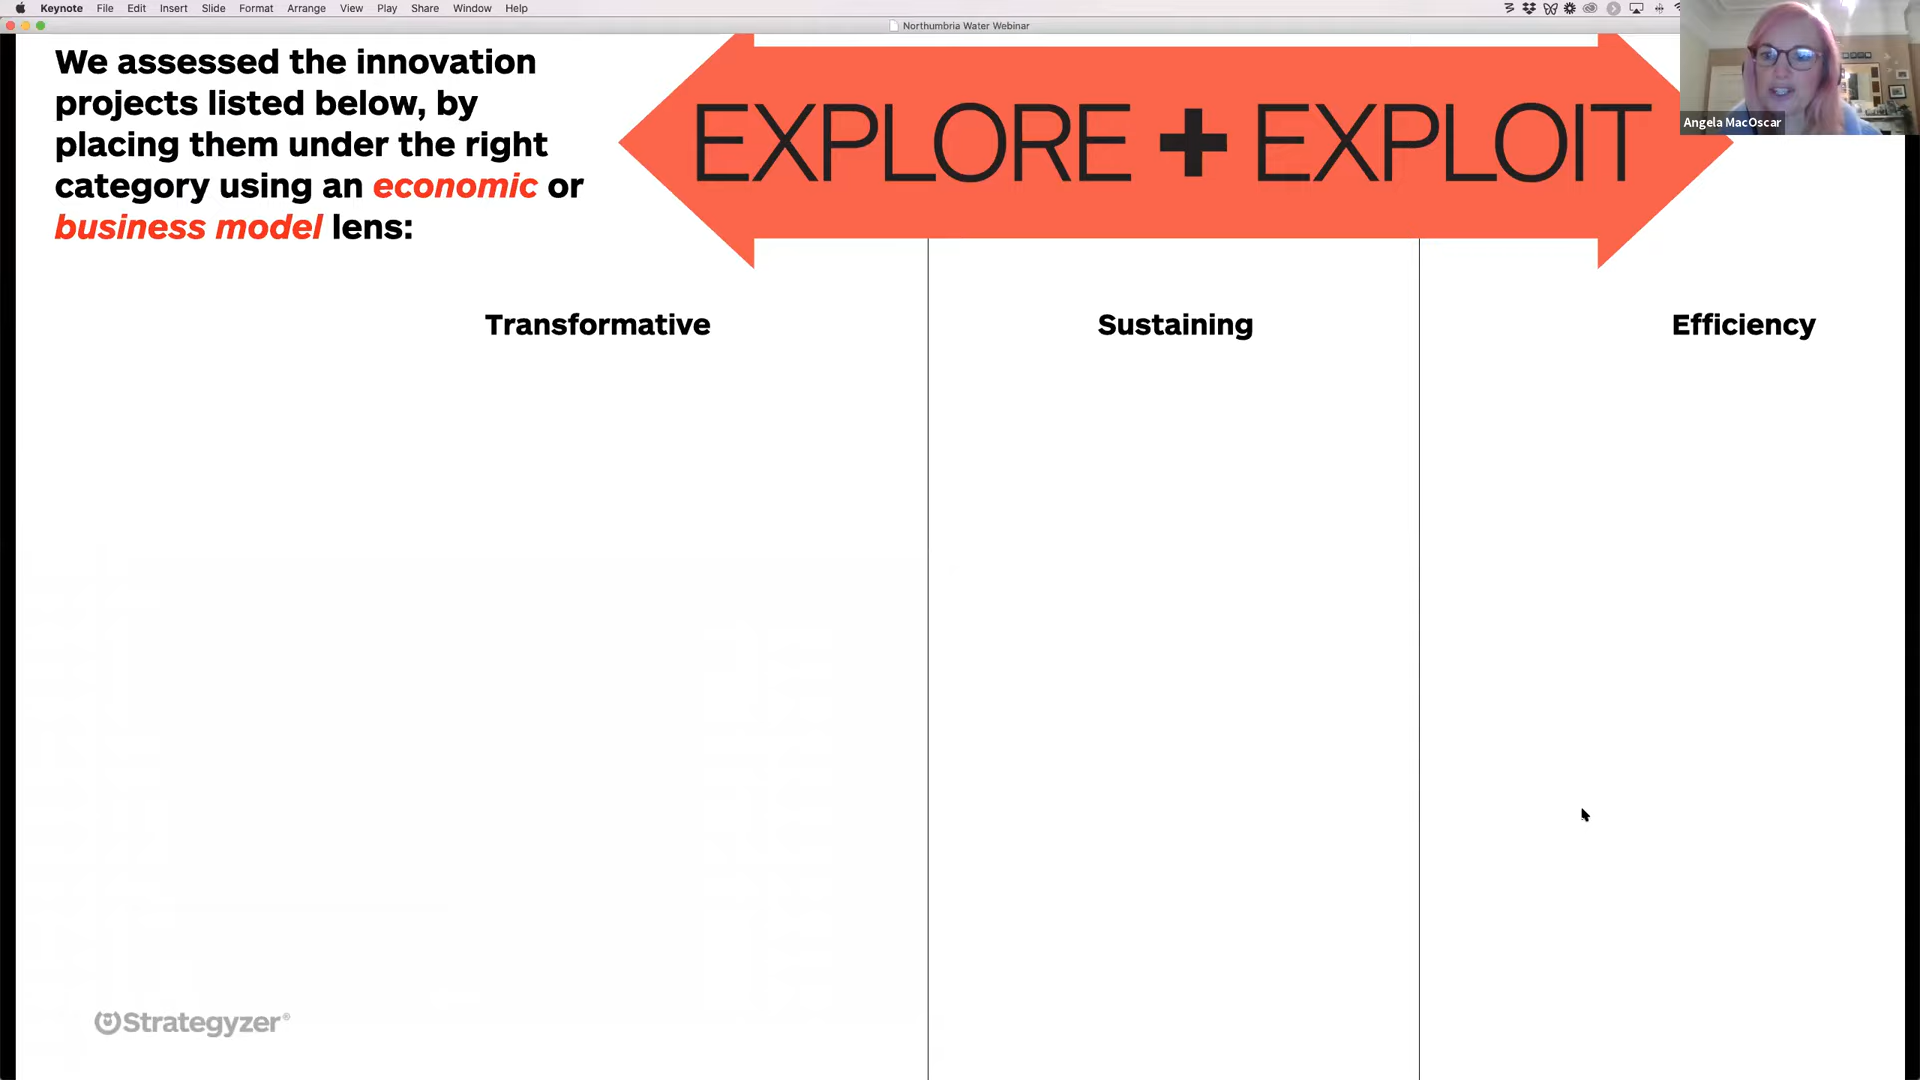 Keynote File Edit Insert Slide Format Arrange View Play Share Window Help
Northumbria Water Webinar
We assessed the innovation
projects listed below, by
placing them under the right
category using an economic or
business model lens:
EXPLORE + EXPLOIT
Angela MacOscar
Transformative
Sustaining
Efficiency
Strategyzer®